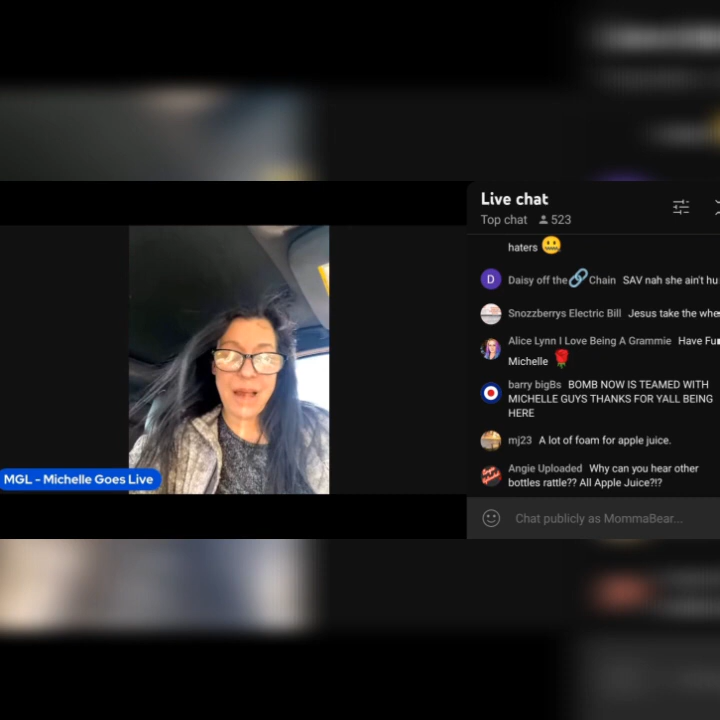 Live chat
Top chat 523
haters
Daisy off the Chain SAV nah she ain't hu
Snozzberrys Electric Bill Jesus take the whe
Alice Lynn I Love Being A Grammie Have Fu
Michelle
barry bigBs BOMB NOW IS TEAMED WITH
MICHELLE GUYS THANKS FOR YALL BEING
HERE
mj23 A lot of foam for apple juice.
Angie Uploaded Why can you hear other
bottles rattle?? All Apple Juice?!?
Chat publicly as MommaBear...
MGL - Michelle Goes Live
D